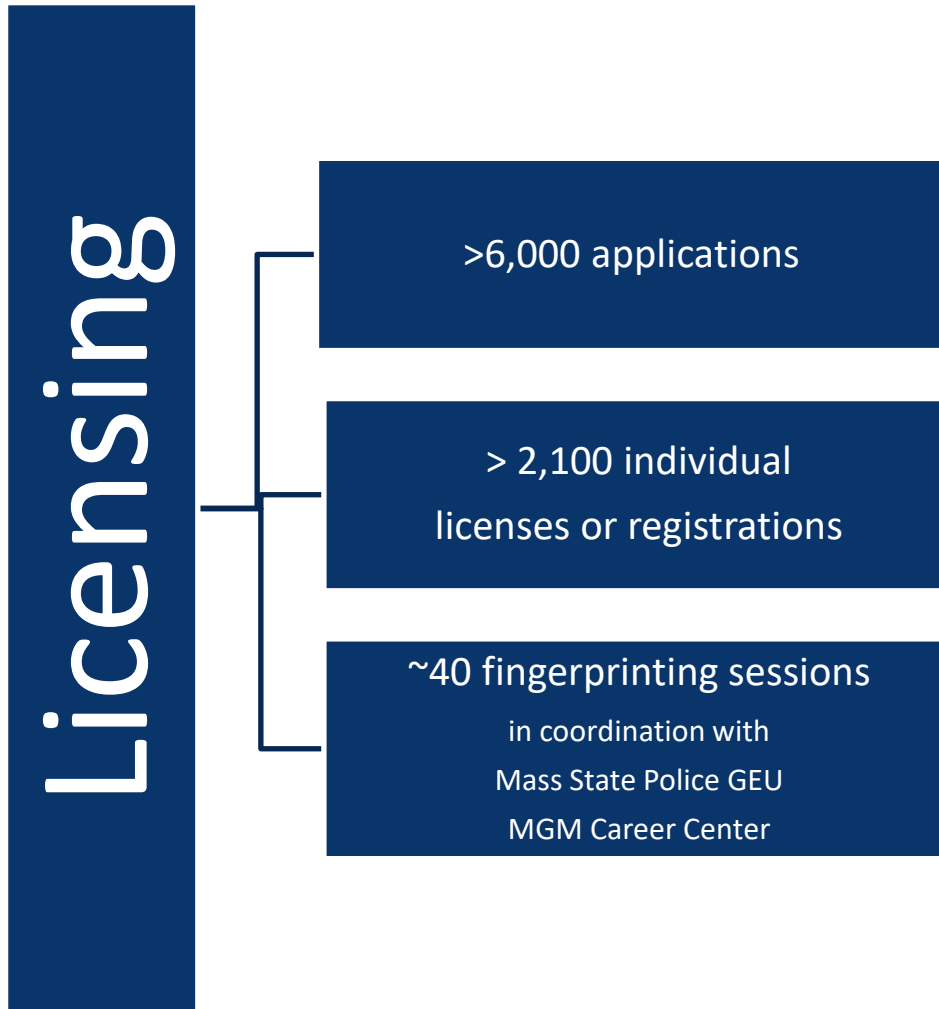 Licensing
>6,000 applications
> 2,100 individual
licenses or registrations
~40 fingerprinting sessions
in coordination with
Mass State Police GEU
MGM Career Center